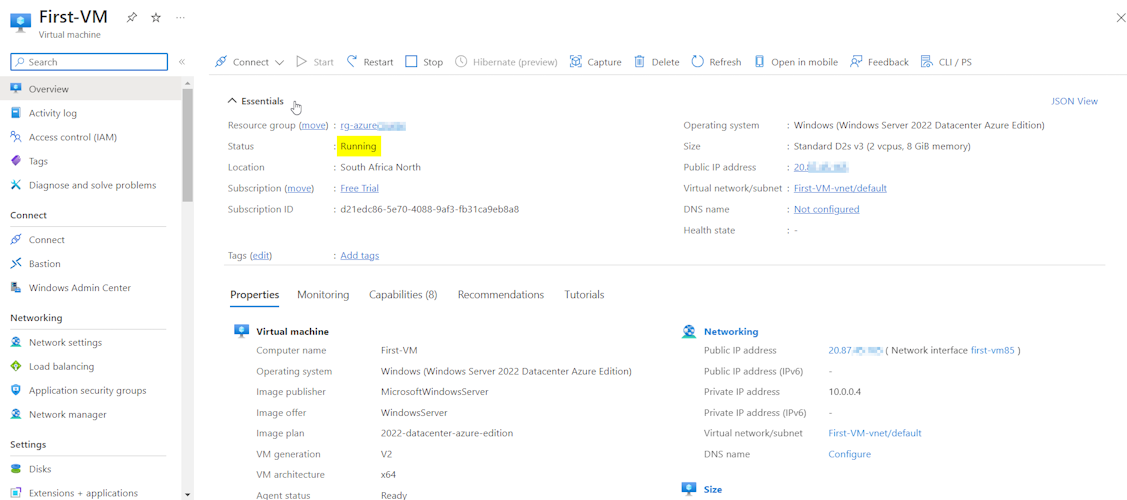 First-VM
Virtual machine
Search
Overview
Activity log
Access control (IAM)
Tags
Diagnose and solve problems
Connect
Connect
Bastion
Windows Admin Center
Networking
Network settings
Load balancing
Application security groups
Network manager
Settings
Disks
Extensions + applications
Connect Start Restart Stop Hibernate (preview) Capture Delete Refresh Open in mobile Feedback CLI / PS
Essentials
JSON View
Resource group (move) : rg-azure
Status : Running
Location : South Africa North
Subscription (move) : Free Trial
Subscription ID : d21edc86-5e70-4088-9af3-fb31ca9eb8a8
Operating system : Windows (Windows Server 2022 Datacenter Azure Edition)
Size : Standard D2s v3 (2 vcpus, 8 GiB memory)
Public IP address : 20.
Virtual network/subnet : First-VM-vnet/default
DNS name : Not configured
Health state : -
Tags (edit) : Add tags
Properties Monitoring Capabilities (8) Recommendations Tutorials
Virtual machine
Computer name First-VM
Operating system Windows (Windows Server 2022 Datacenter Azure Edition)
Image publisher MicrosoftWindowsServer
Image offer WindowsServer
Image plan 2022-datacenter-azure-edition
VM generation V2
VM architecture x64
Agent status Ready
Networking
Public IP address 20.87. ( Network interface first-vm85 )
Public IP address (IPv6) -
Private IP address 10.0.0.4
Private IP address (IPv6) -
Virtual network/subnet First-VM-vnet/default
DNS name Configure
Size